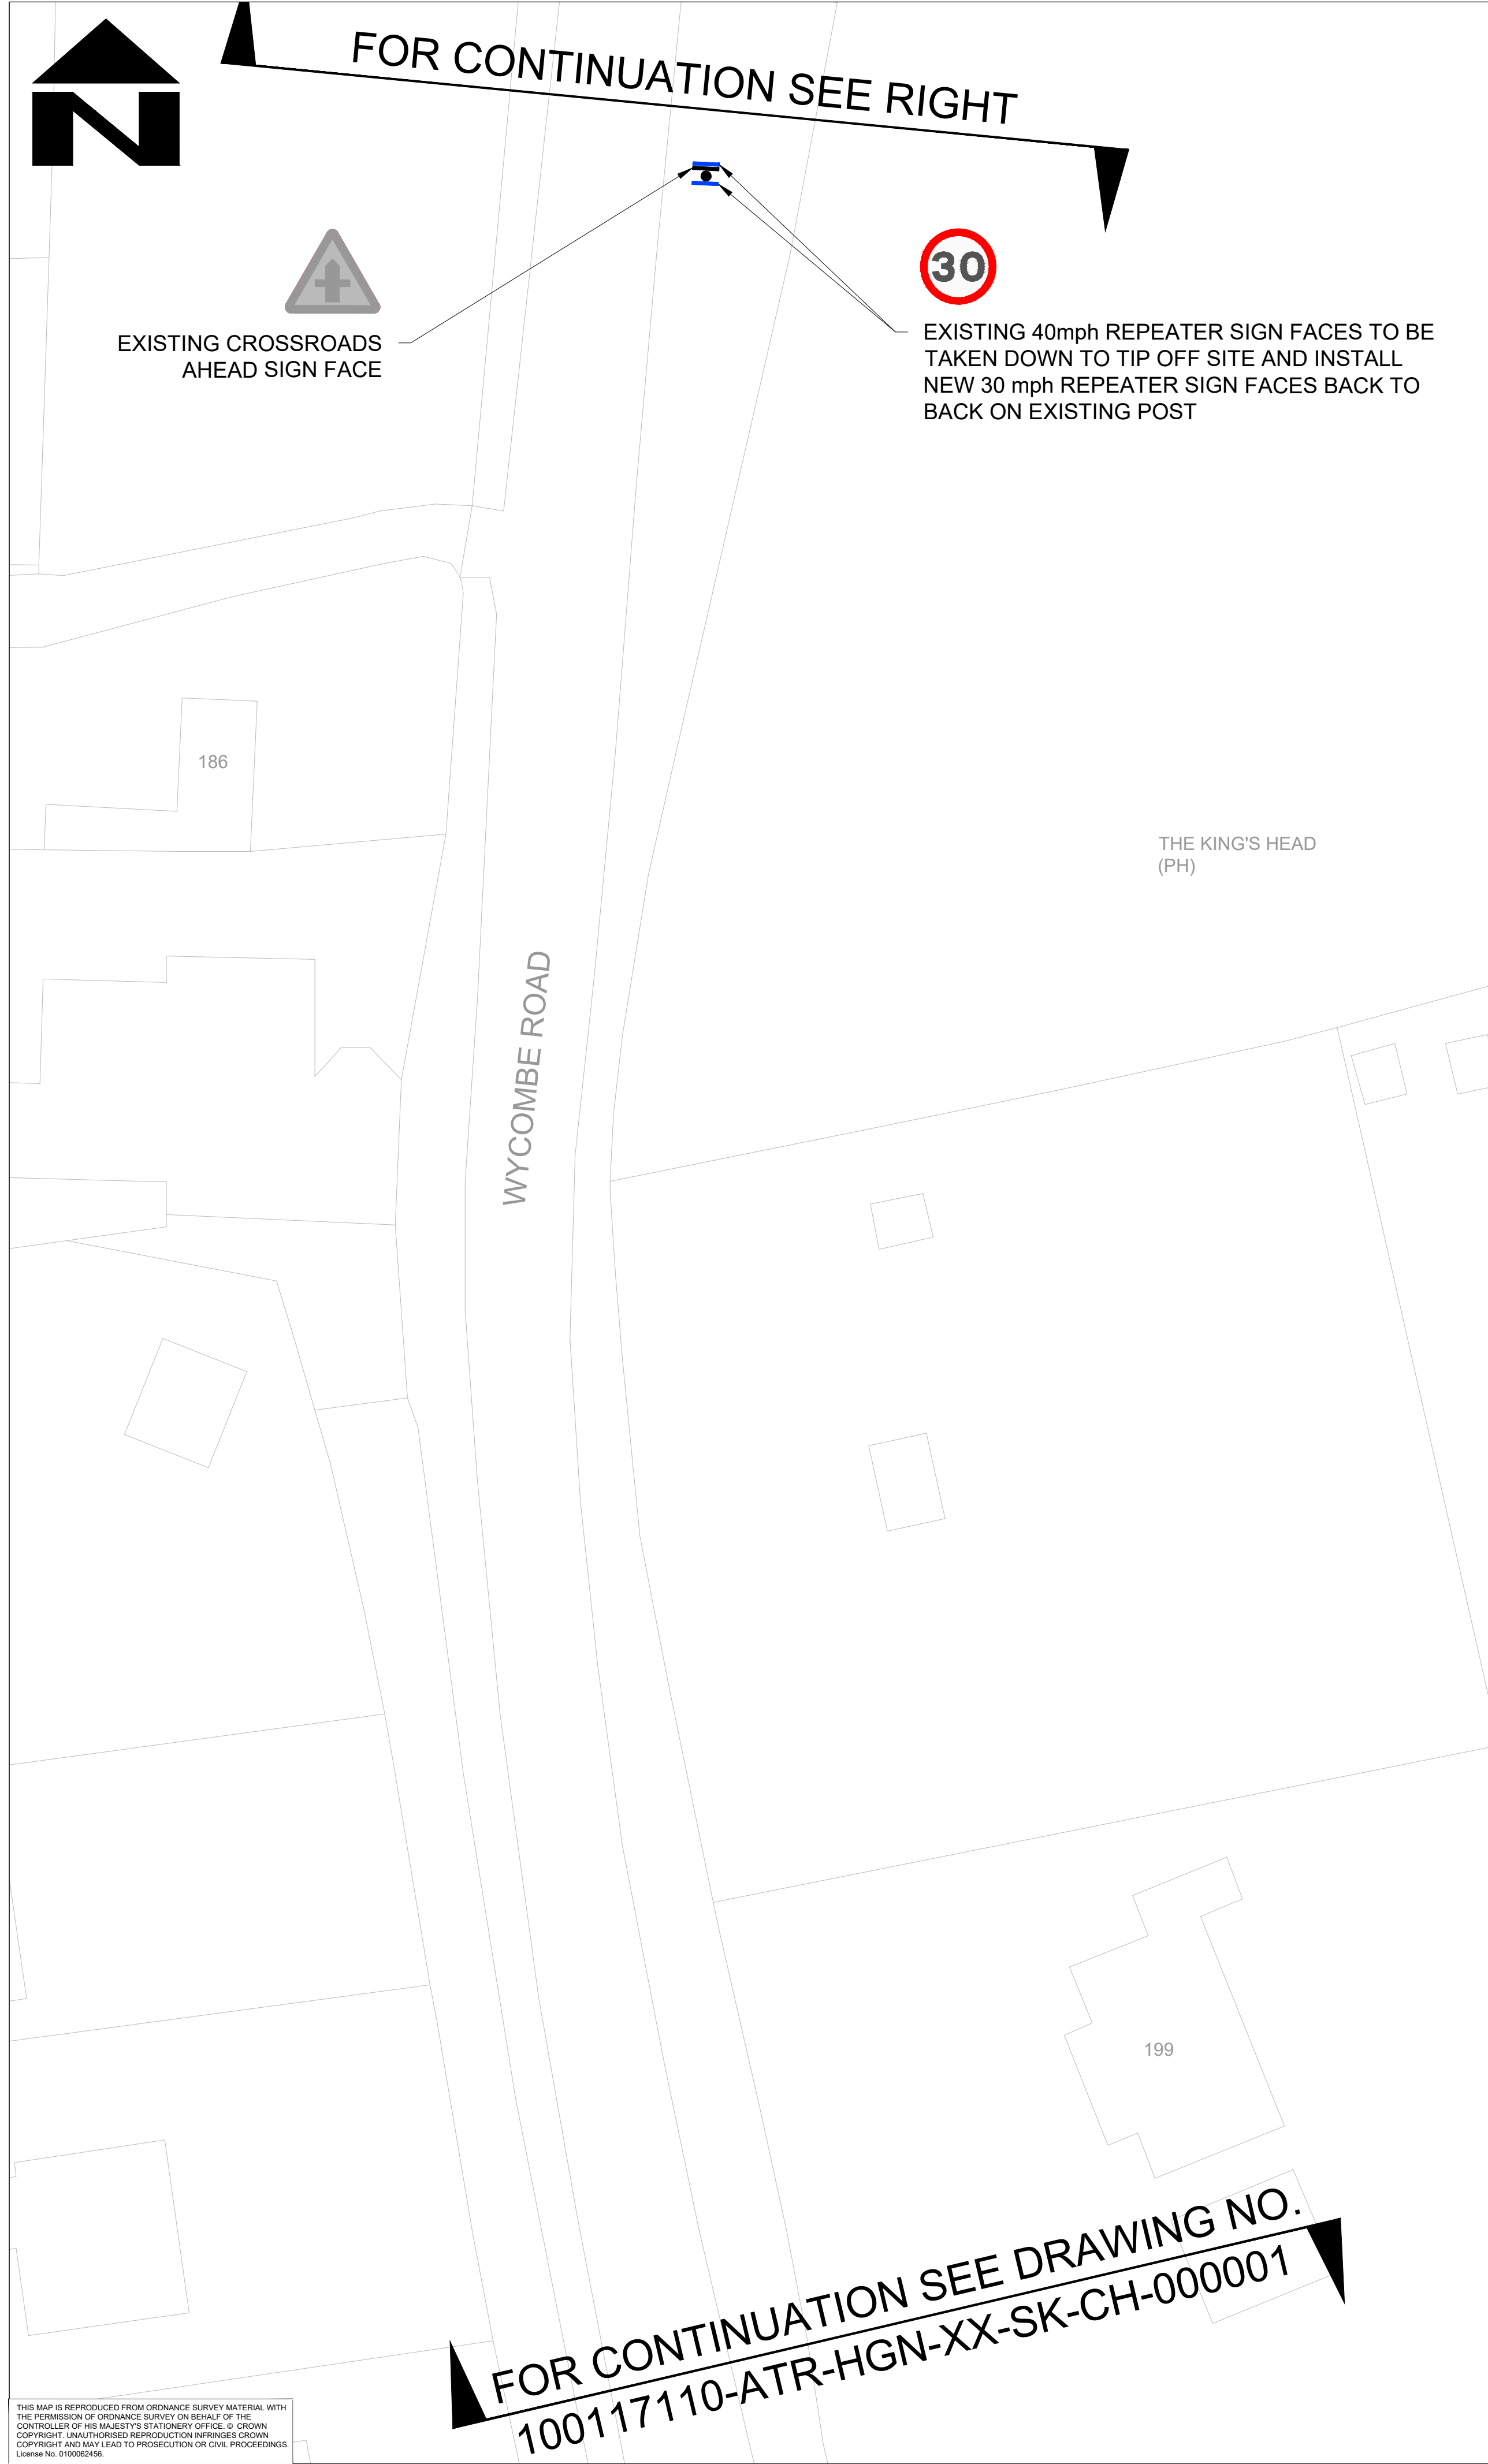 FOR CONTINUATION SEE RIGHT
N
30
EXISTING CROSSROADS
AHEAD SIGN FACE
EXISTING 40mph REPEATER SIGN FACES TO BE
TAKEN DOWN TO TIP OFF SITE AND INSTALL
NEW 30 mph REPEATER SIGN FACES BACK TO
BACK ON EXISTING POST
186
THE KING'S HEAD
(PH)
WYCOMBE ROAD
199
FOR CONTINUATION SEE DRAWING NO.
100117110-ATR-HGN-XX-SK-CH-000001
THIS MAP IS REPRODUCED FROM ORDNANCE SURVEY MATERIAL WITH
THE PERMISSION OF ORDNANCE SURVEY ON BEHALF OF THE
CONTROLLER OF HIS MAJESTY'S STATIONERY OFFICE. © CROWN
COPYRIGHT. UNAUTHORISED REPRODUCTION INFRINGES CROWN
COPYRIGHT AND MAY LEAD TO PROSECUTION OR CIVIL PROCEEDINGS.
License No. 0100062456.